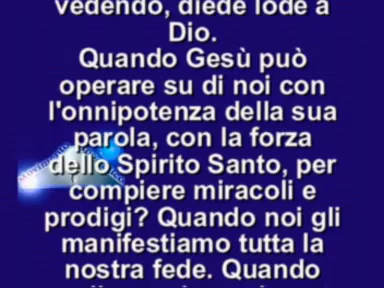 vedendo, diede lode a
Dio.
Quando Gesù può
operare su di noi con
l'onnipotenza della sua
parola, con la forza
dello Spirito Santo, per
compiere miracoli e
prodigi? Quando noi gli
manifestiamo tutta la
nostra fede. Quando